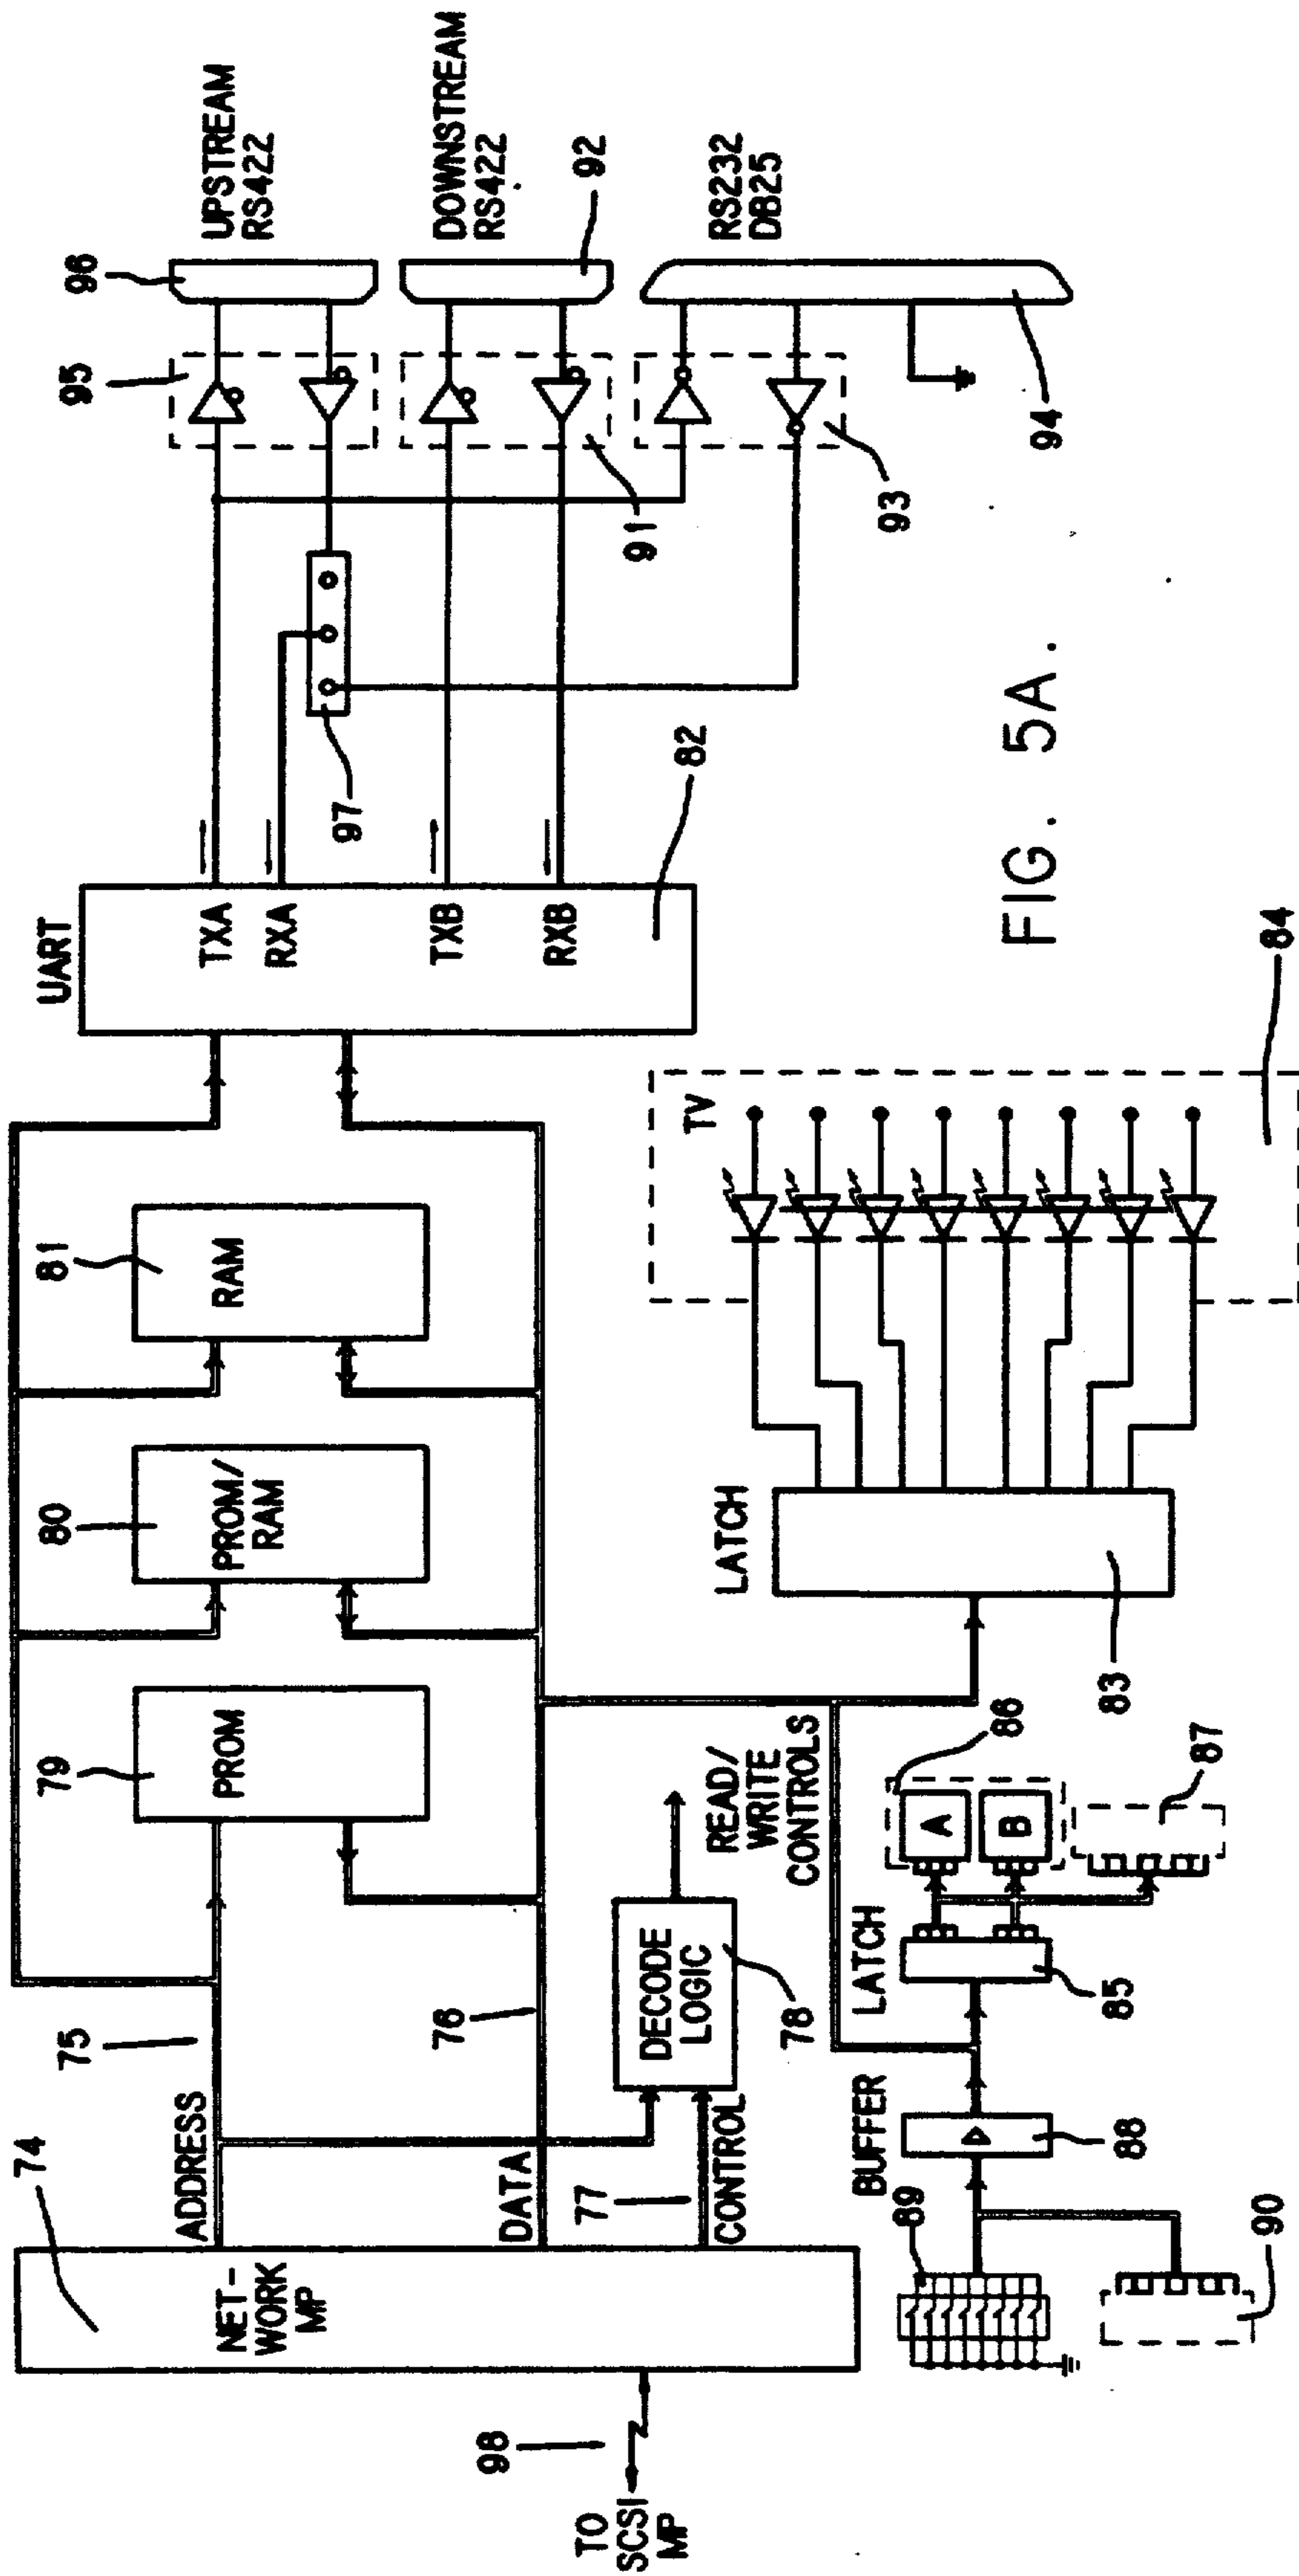 74
NET-
WORK
MP
98
TO
SCSI
MP
ADDRESS
75
DATA
76
77
CONTROL
DECODE
LOGIC
78
READ/
WRITE
CONTROLS
79
PROM
80
PROM/
RAM
81
RAM
UART
TXA
RXA
TXB
RXB
82
97
95
96
UPSTREAM
RS422
91
DOWNSTREAM
RS422
92
93
RS232
DB25
94
89
90
BUFFER
88
LATCH
85
A
B
86
87
LATCH
83
TV
84
FIG. 5A.